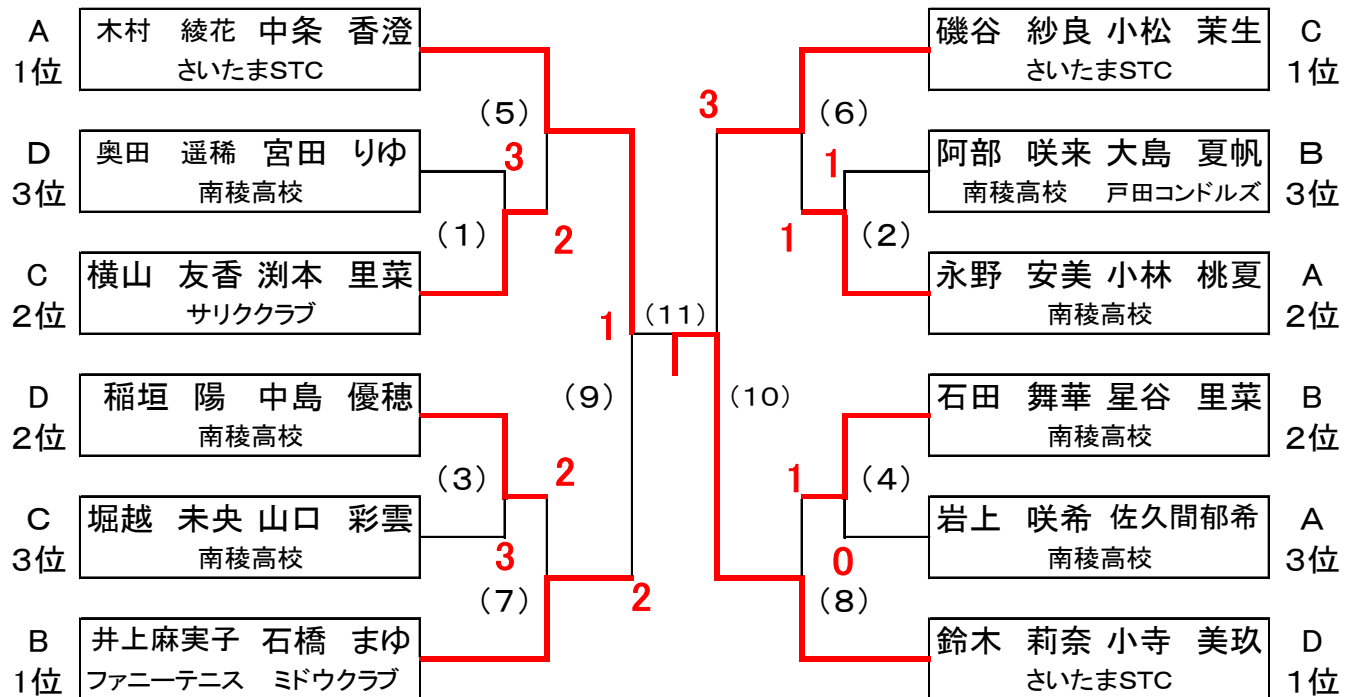 A
1位
木村 綾花 中条 香澄
さいたまSTC
D
3位
奥田 遥稀 宮田 りゆ
南稜高校
C
2位
横山 友香 渕本 里菜
サリククラブ
D
2位
稲垣 陽 中島 優穂
南稜高校
C
3位
堀越 未央 山口 彩雲
南稜高校
B
1位
井上麻実子 石橋 まゆ
ファニーテニス ミドウクラブ
(5)
3
(1)
2
1
(9)
(3)
2
3
(7)
2
(11)
3
(6)
1
1
(2)
(10)
1
(4)
0
(8)
磯谷 紗良 小松 茉生
さいたまSTC
C
1位
阿部 咲来 大島 夏帆
南稜高校 戸田コンドルズ
B
3位
永野 安美 小林 桃夏
南稜高校
A
2位
石田 舞華 星谷 里菜
南稜高校
B
2位
岩上 咲希 佐久間郁希
南稜高校
A
3位
鈴木 莉奈 小寺 美玖
さいたまSTC
D
1位